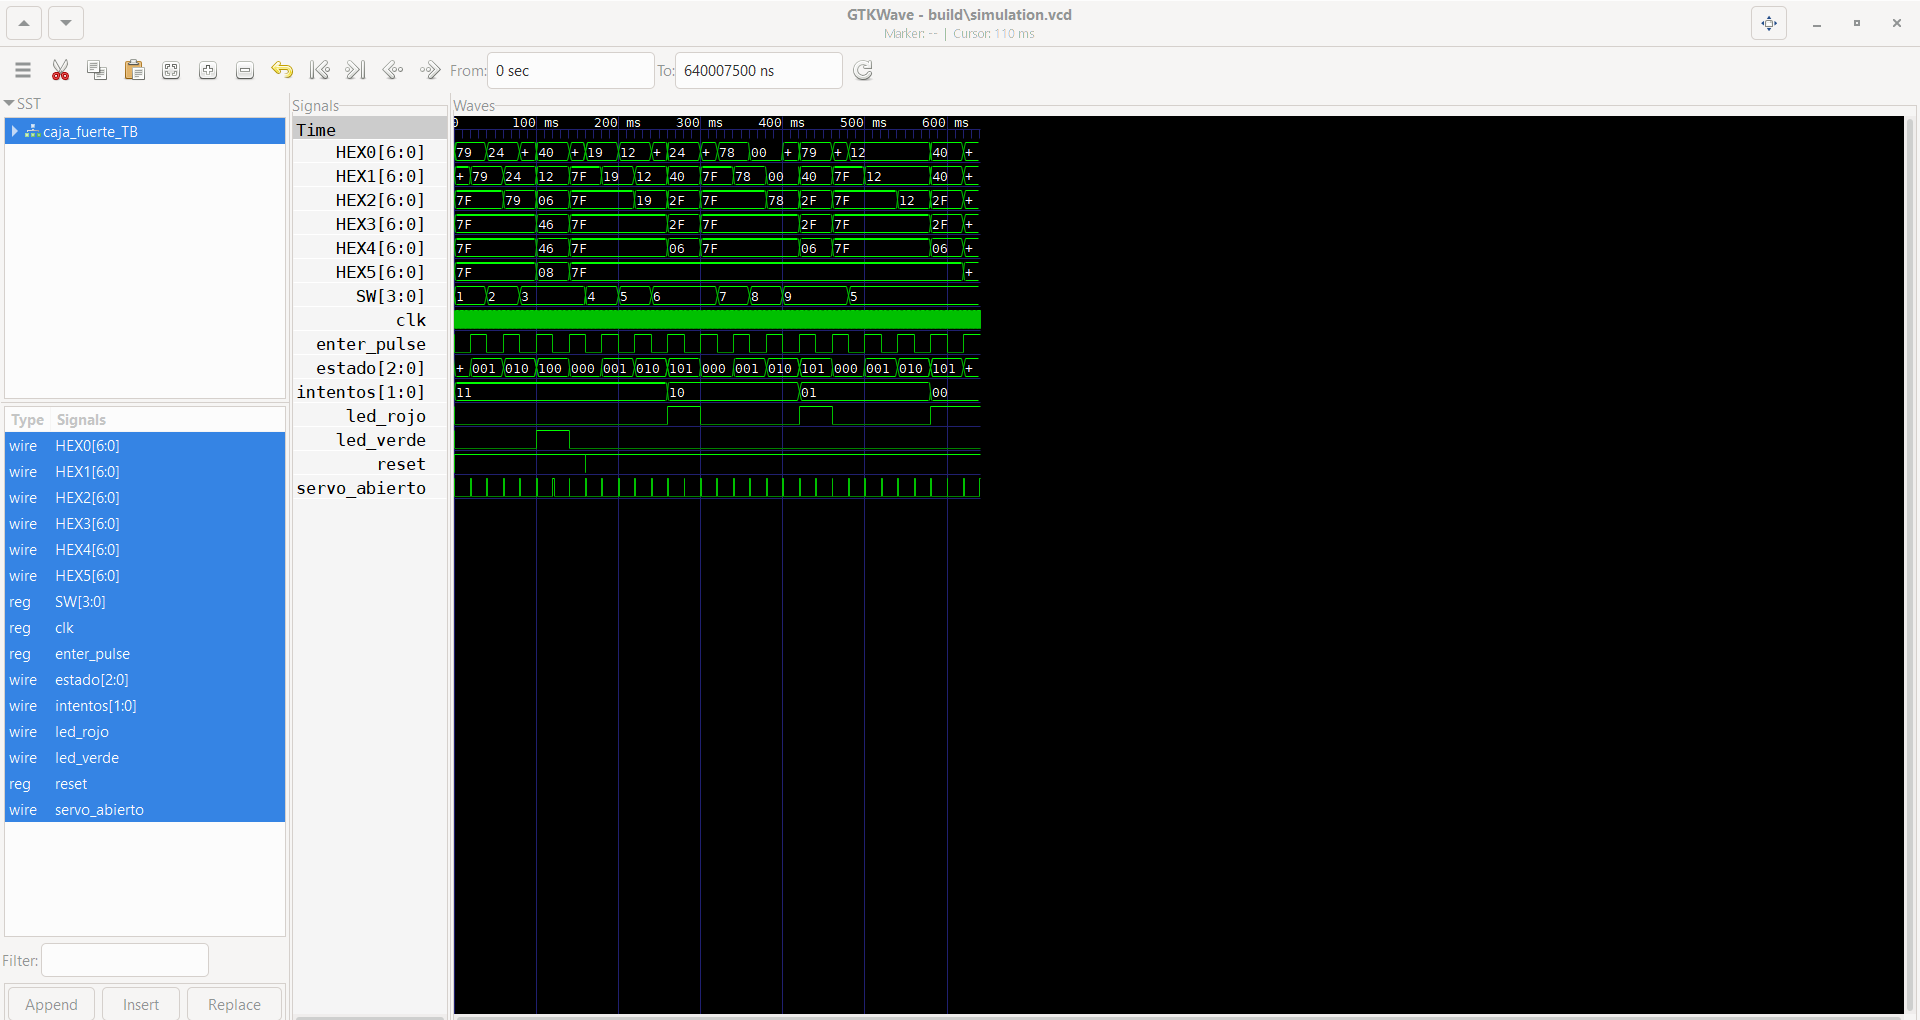 GTKWave - build\simulation.vcd
Marker: -- | Cursor: 110 ms
From: 0 sec To: 640007500 ns
SST
caja_fuerte_TB
Type Signals
wire HEX0[6:0]
wire HEX1[6:0]
wire HEX2[6:0]
wire HEX3[6:0]
wire HEX4[6:0]
wire HEX5[6:0]
reg SW[3:0]
reg clk
reg enter_pulse
wire estado[2:0]
wire intentos[1:0]
wire led_rojo
wire led_verde
reg reset
wire servo_abierto
Filter:
Append Insert Replace
Signals
Waves
Time 0 100 ms 200 ms 300 ms 400 ms 500 ms 600 ms
HEX0[6:0] 79 24 + 40 + 19 12 + 24 + 78 00 + 79 + 12 40 +
HEX1[6:0] + 79 24 12 7F 19 12 40 7F 78 00 40 7F 12 40 +
HEX2[6:0] 7F 79 06 7F 19 2F 7F 78 2F 7F 12 2F +
HEX3[6:0] 7F 46 7F 2F 7F 2F 7F 2F +
HEX4[6:0] 7F 46 7F 06 7F 06 7F 06 +
HEX5[6:0] 7F 08 7F +
SW[3:0] 1 2 3 4 5 6 7 8 9 5
clk
enter_pulse
estado[2:0] + 001 010 100 000 001 010 101 000 001 010 101 000 001 010 101 +
intentos[1:0] 11 10 01 00
led_rojo
led_verde
reset
servo_abierto